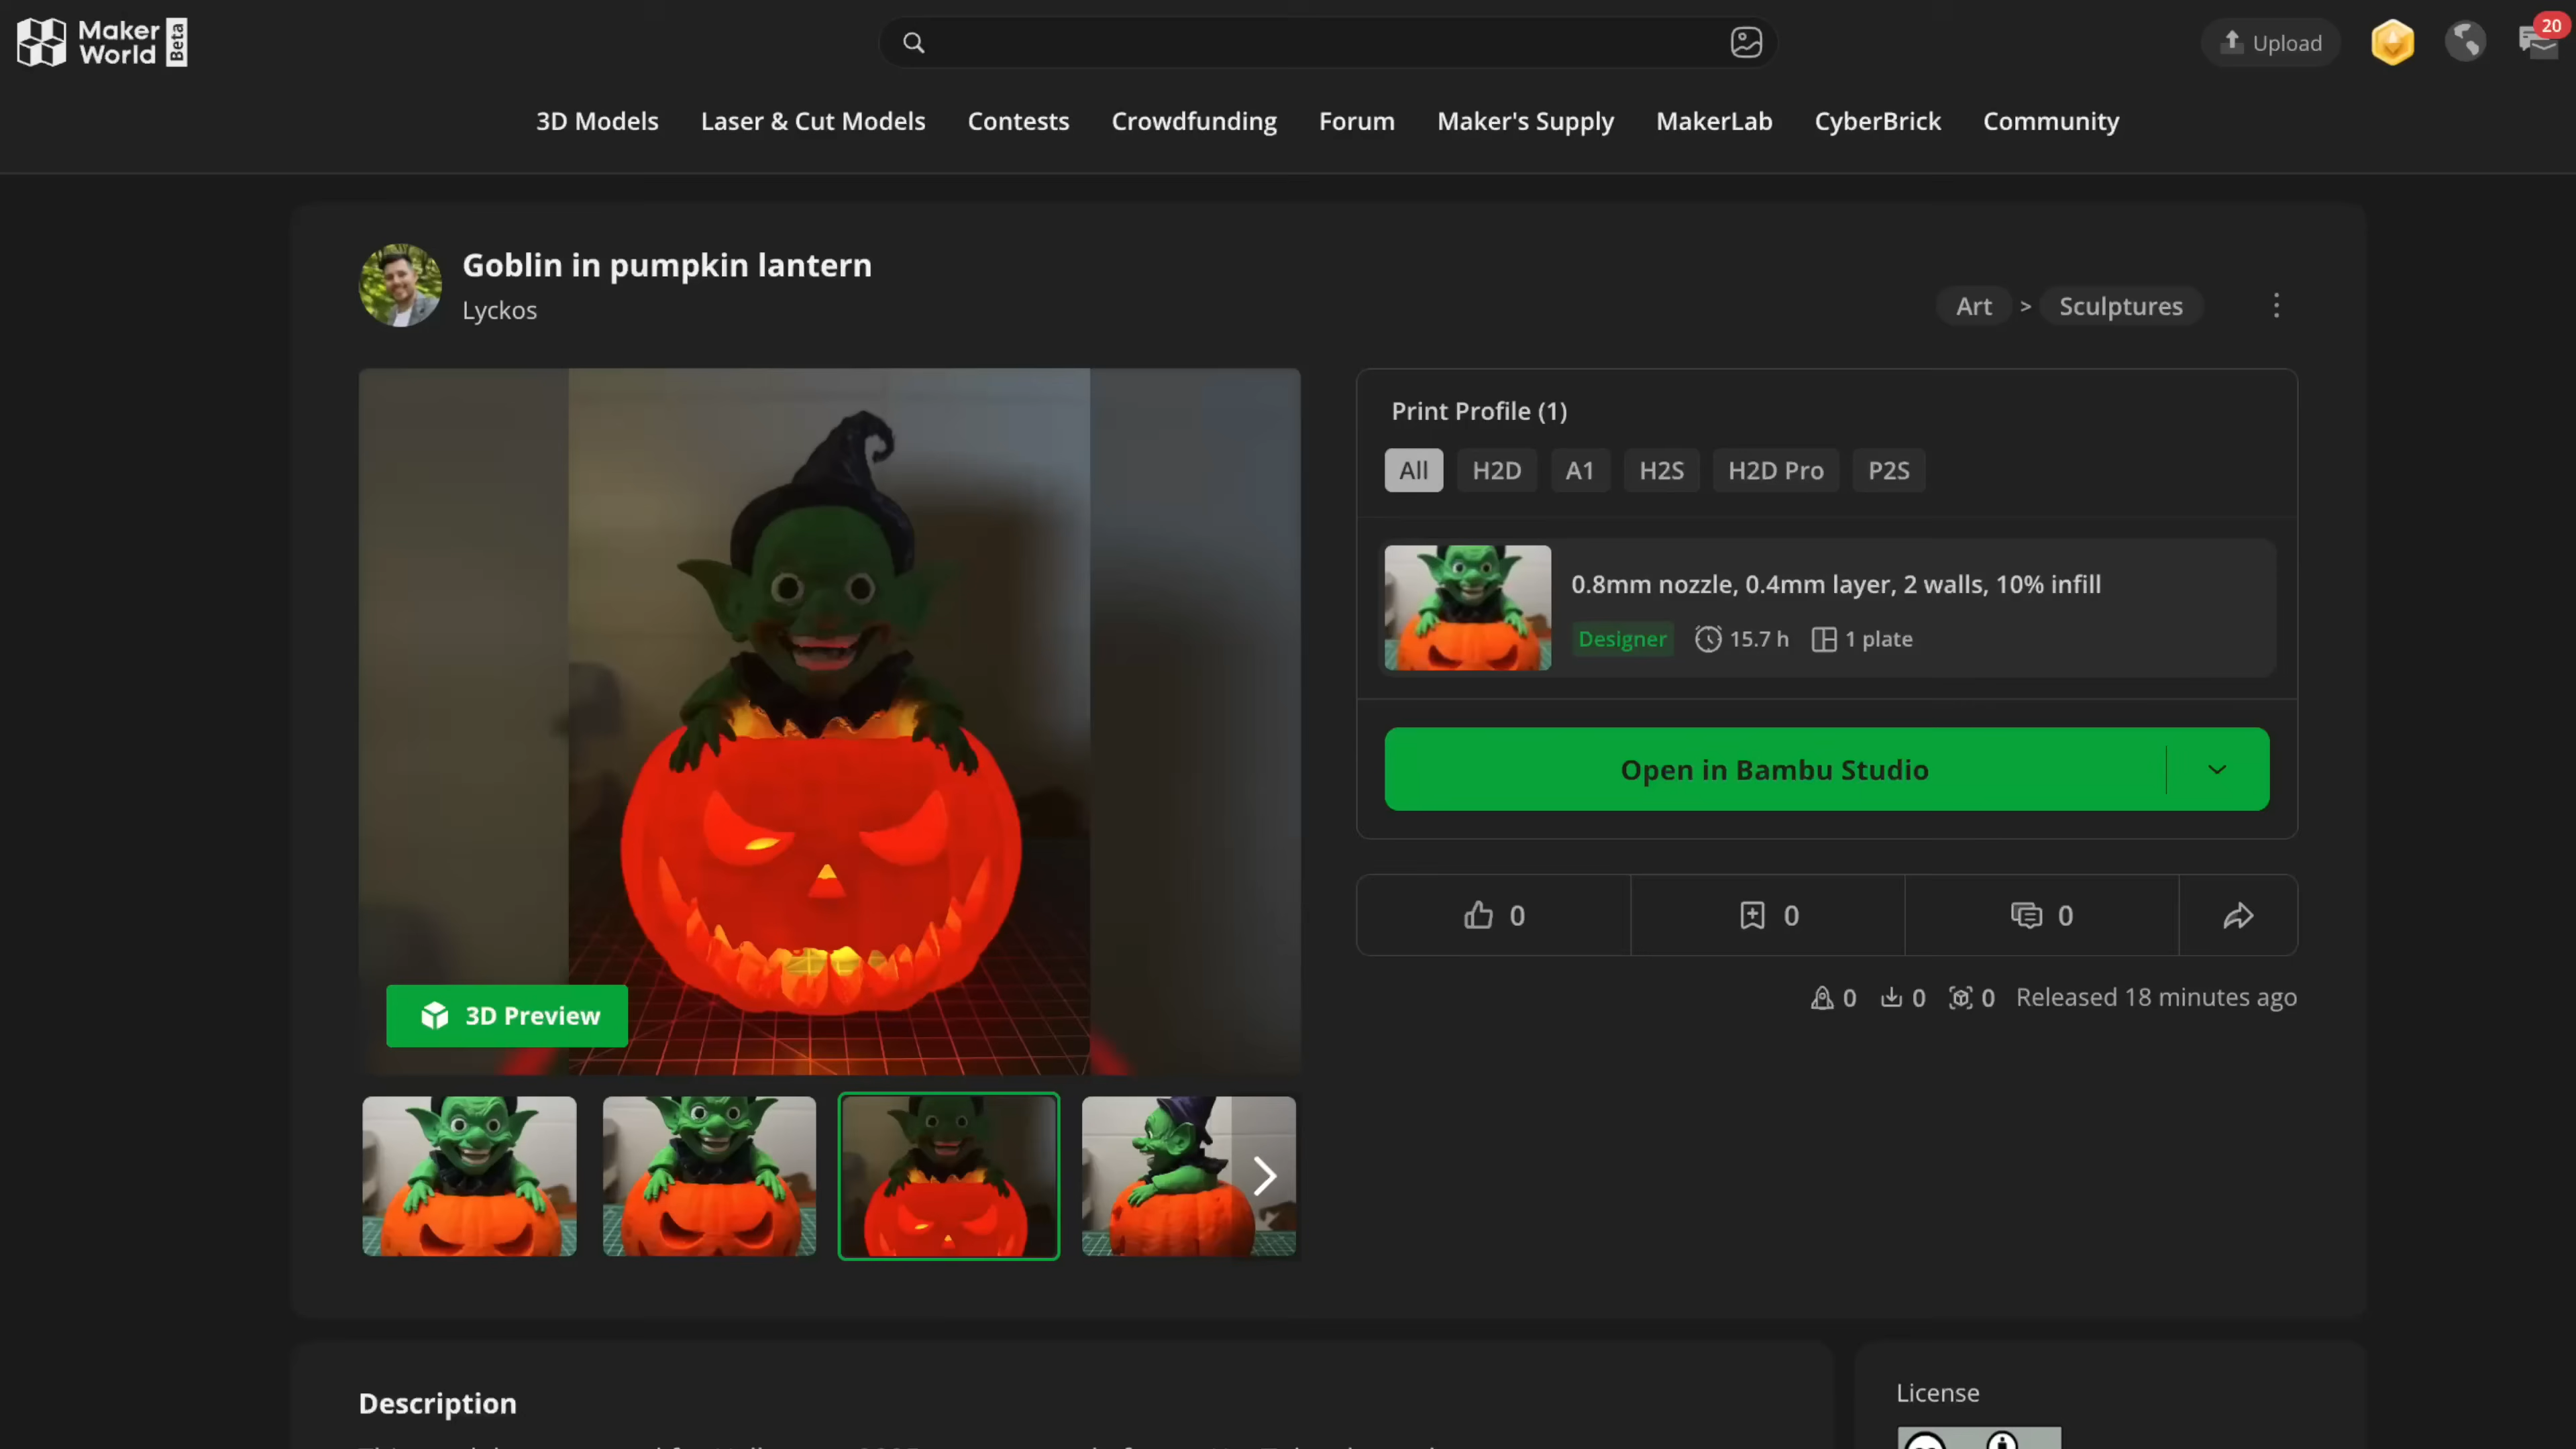 Maker
World
Beta
Upload
20
3D Models
Laser & Cut Models
Contests
Crowdfunding
Forum
Maker's Supply
MakerLab
CyberBrick
Community
Goblin in pumpkin lantern
Lyckos
Art > Sculptures
Print Profile (1)
All
H2D
A1
H2S
H2D Pro
P2S
0.8mm nozzle, 0.4mm layer, 2 walls, 10% infill
Designer
15.7 h
1 plate
Open in Bambu Studio
0
0
0
0
0
0
Released 18 minutes ago
3D Preview
Description
License